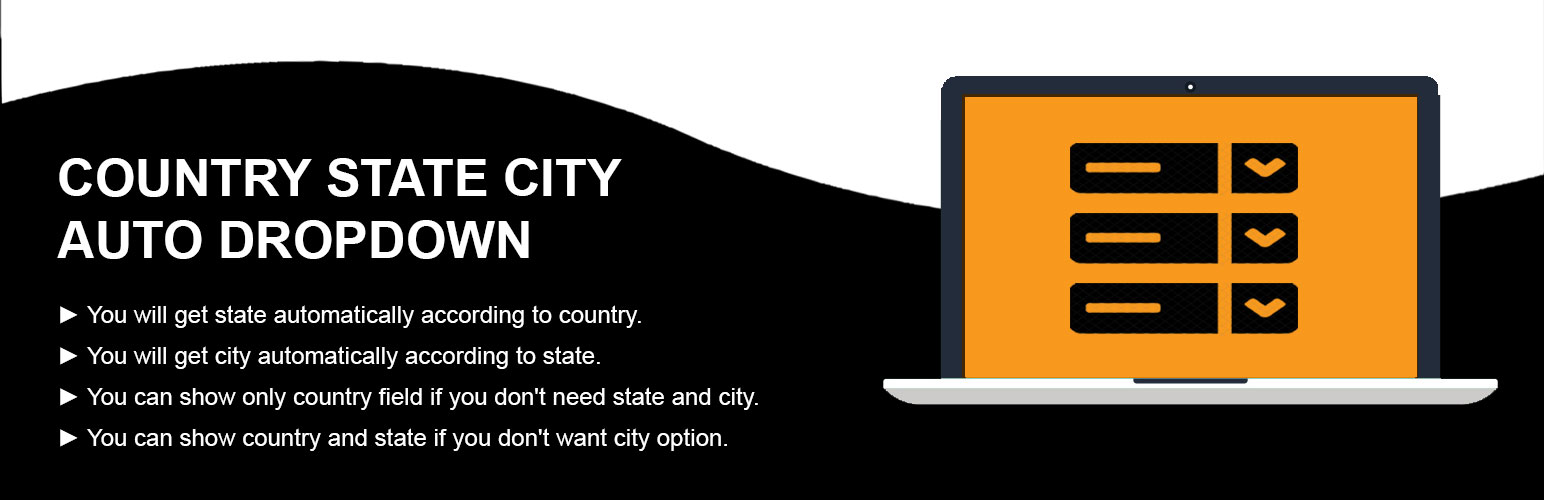 COUNTRY STATE CITY
AUTO DROPDOWN
► You will get state automatically according to country.
► You will get city automatically according to state.
► You can show only country field if you don't need state and city.
► You can show country and state if you don't want city option.